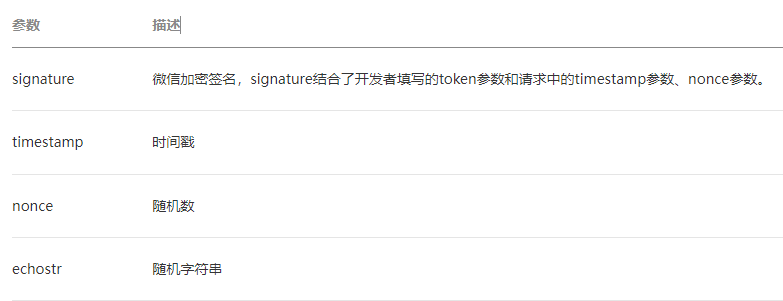 参数 描述
signature 微信加密签名，signature结合了开发者填写的token参数和请求中的timestamp参数、nonce参数。
timestamp 时间戳
nonce 随机数
echostr 随机字符串